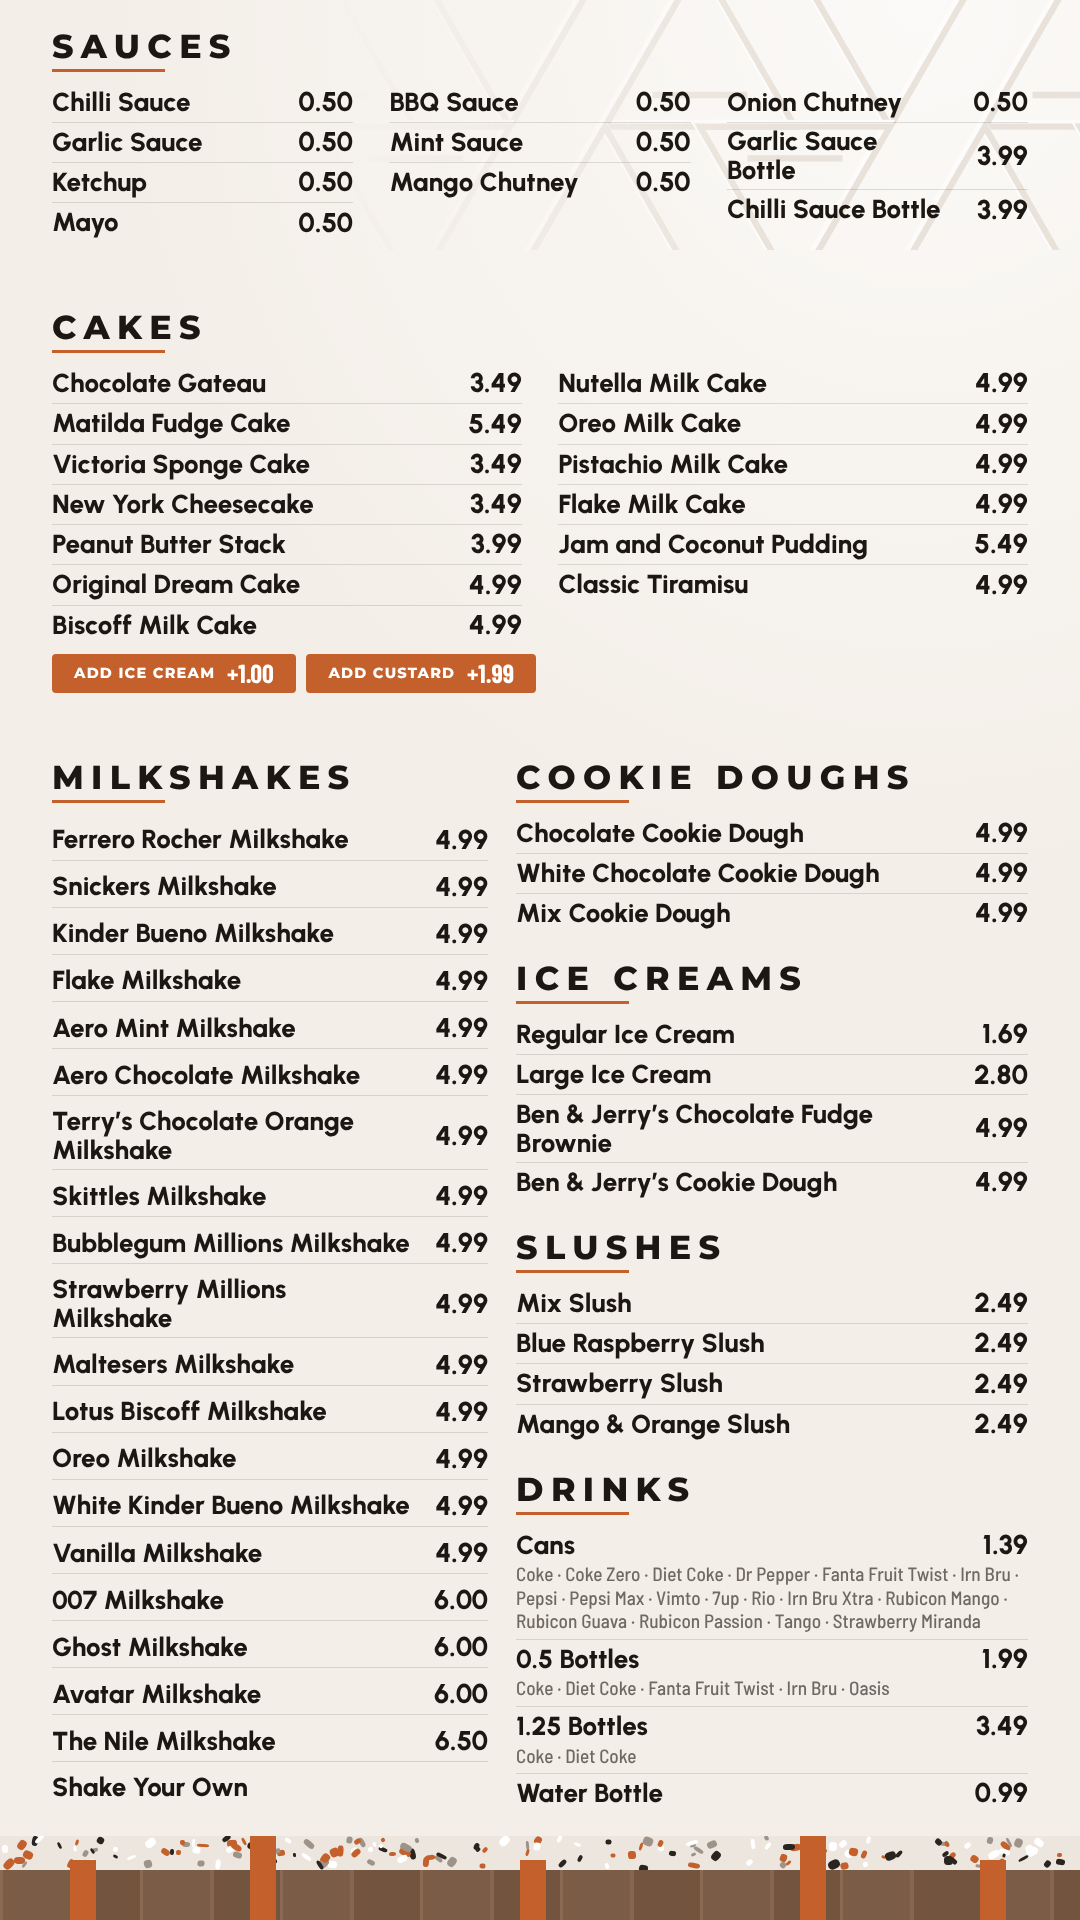 SAUCES
Chilli Sauce 0.50
Garlic Sauce 0.50
Ketchup 0.50
Mayo 0.50
BBQ Sauce 0.50
Mint Sauce 0.50
Mango Chutney 0.50
Onion Chutney 0.50
Garlic Sauce
Bottle 3.99
Chilli Sauce Bottle 3.99
CAKES
Chocolate Gateau 3.49
Matilda Fudge Cake 5.49
Victoria Sponge Cake 3.49
New York Cheesecake 3.49
Peanut Butter Stack 3.99
Original Dream Cake 4.99
Biscoff Milk Cake 4.99
Nutella Milk Cake 4.99
Oreo Milk Cake 4.99
Pistachio Milk Cake 4.99
Flake Milk Cake 4.99
Jam and Coconut Pudding 5.49
Classic Tiramisu 4.99
ADD ICE CREAM +1.00
ADD CUSTARD +1.99
MILKSHAKES
Ferrero Rocher Milkshake 4.99
Snickers Milkshake 4.99
Kinder Bueno Milkshake 4.99
Flake Milkshake 4.99
Aero Mint Milkshake 4.99
Aero Chocolate Milkshake 4.99
Terry’s Chocolate Orange
Milkshake 4.99
Skittles Milkshake 4.99
Bubblegum Millions Milkshake 4.99
Strawberry Millions
Milkshake 4.99
Maltesers Milkshake 4.99
Lotus Biscoff Milkshake 4.99
Oreo Milkshake 4.99
White Kinder Bueno Milkshake 4.99
Vanilla Milkshake 4.99
007 Milkshake 6.00
Ghost Milkshake 6.00
Avatar Milkshake 6.00
The Nile Milkshake 6.50
Shake Your Own
COOKIE DOUGHS
Chocolate Cookie Dough 4.99
White Chocolate Cookie Dough 4.99
Mix Cookie Dough 4.99
ICE CREAMS
Regular Ice Cream 1.69
Large Ice Cream 2.80
Ben & Jerry’s Chocolate Fudge
Brownie 4.99
Ben & Jerry’s Cookie Dough 4.99
SLUSHES
Mix Slush 2.49
Blue Raspberry Slush 2.49
Strawberry Slush 2.49
Mango & Orange Slush 2.49
DRINKS
Cans 1.39
Coke · Coke Zero · Diet Coke · Dr Pepper · Fanta Fruit Twist · Irn Bru ·
Pepsi · Pepsi Max · Vimto · 7up · Rio · Irn Bru Xtra · Rubicon Mango ·
Rubicon Guava · Rubicon Passion · Tango · Strawberry Miranda
0.5 Bottles 1.99
Coke · Diet Coke · Fanta Fruit Twist · Irn Bru · Oasis
1.25 Bottles 3.49
Coke · Diet Coke
Water Bottle 0.99